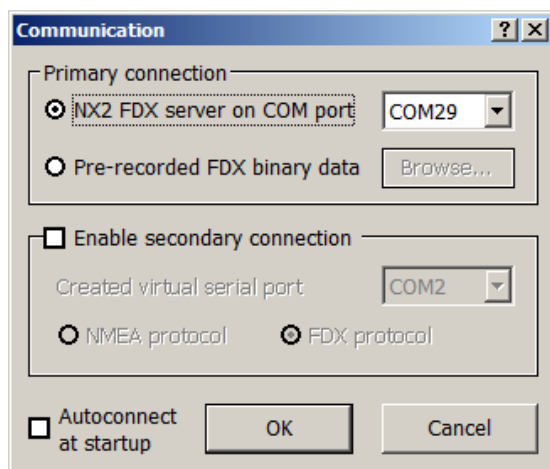 Communication
Primary connection
NX2 FDX server on COM port
COM29
Pre-recorded FDX binary data
Browse...
Enable secondary connection
Created virtual serial port
COM2
NMEA protocol
FDX protocol
Autoconnect
at startup
OK
Cancel